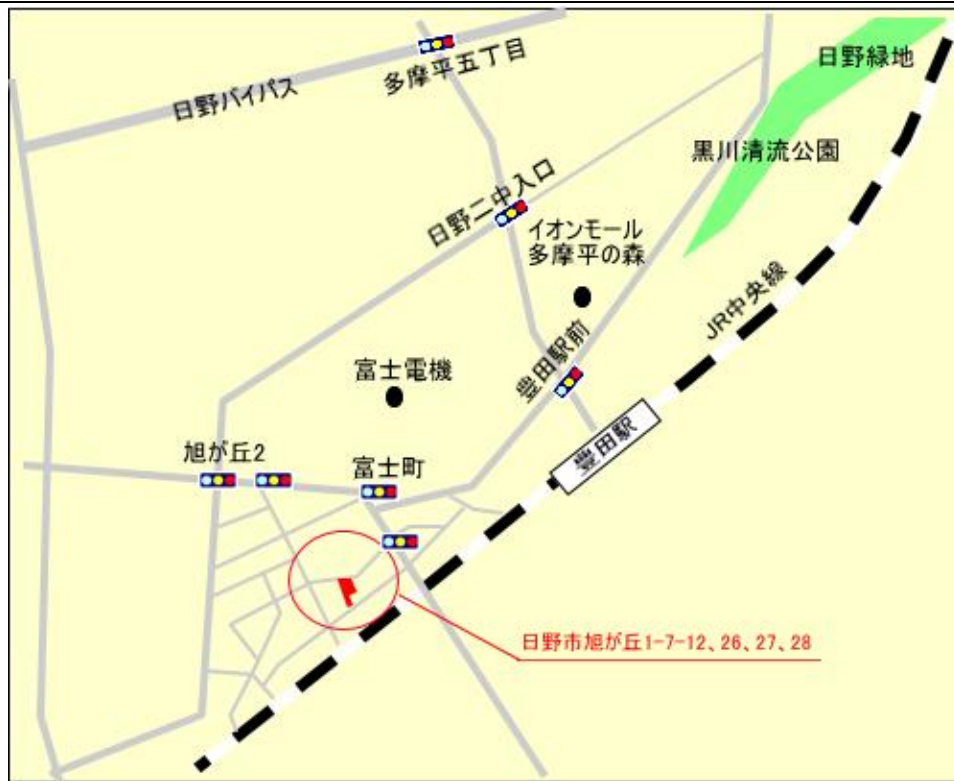 日野緑地
多摩平五丁目
日野バイパス
黒川清流公園
日野二中入口
イオンモール
多摩平の森
JR中央線
豊田駅前
富士電機
豊田駅
旭が丘2
富士町
日野市旭が丘1-7-12、26、27、28